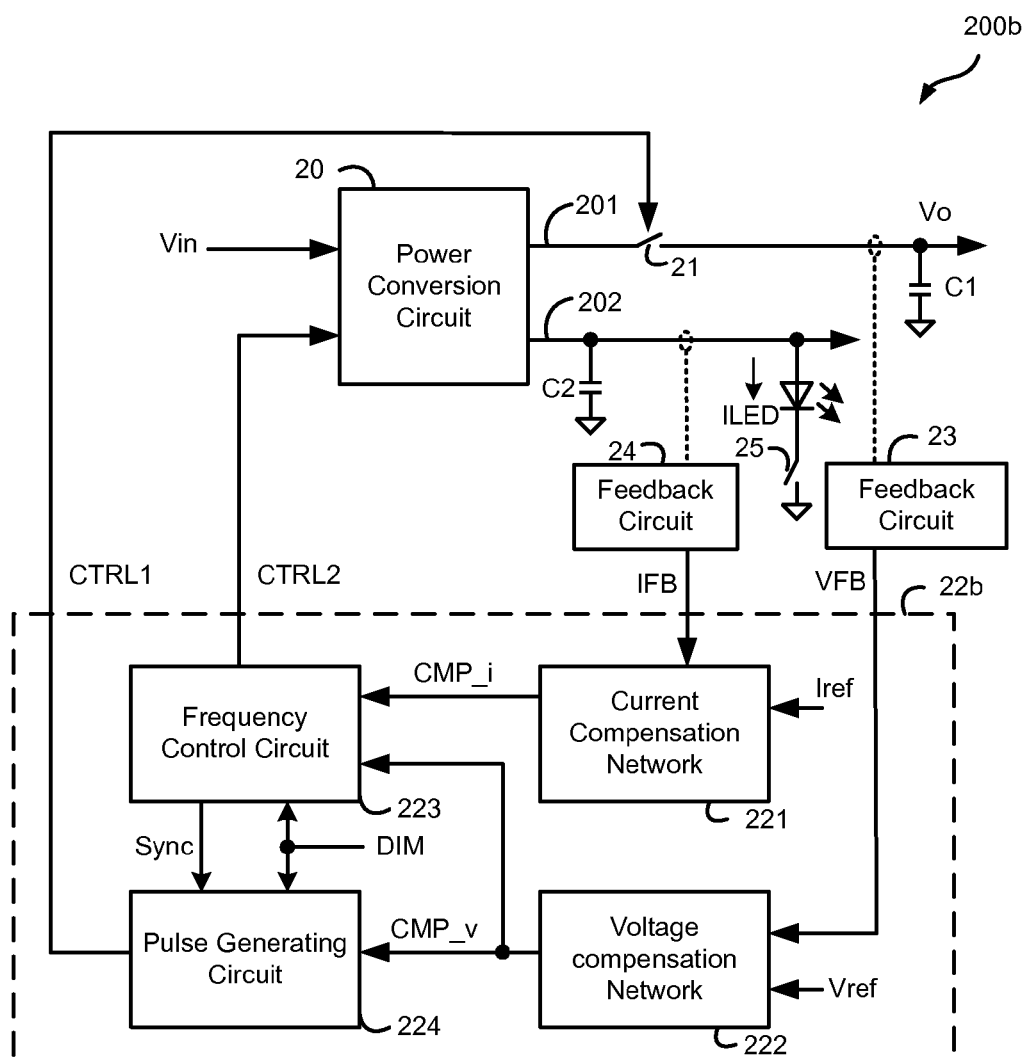 200b
20
201
Vin
Power
Conversion
Circuit
21
Vo
C1
202
C2
ILED
25
24
23
Feedback
Circuit
Feedback
Circuit
CTRL1
CTRL2
IFB
VFB
22b
CMP_i
Frequency
Control Circuit
Current
Compensation
Network
Iref
223
221
Sync
DIM
CMP_v
Pulse Generating
Circuit
Voltage
compensation
Network
Vref
224
222